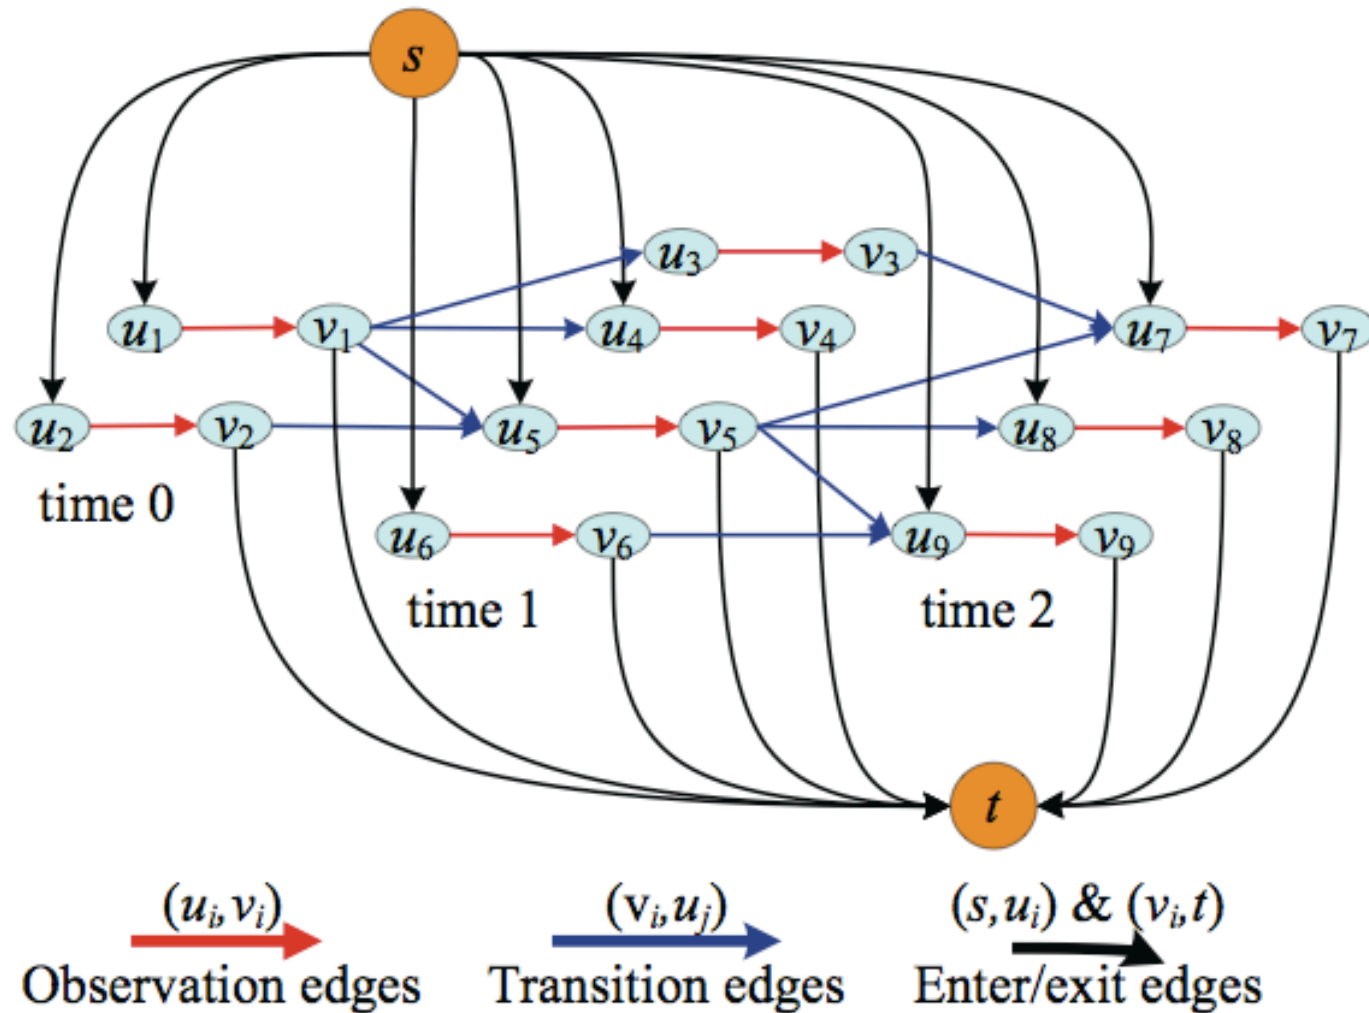 s
u₃ v₃
u₁ v₁ u₄ v₄ u₇ v₇
u₂ v₂ u₅ v₅ u₈ v₈
time 0
u₆ v₆ u₉ v₉
time 1 time 2
t
(uᵢ,vᵢ) (vᵢ,uⱼ) (s,uᵢ) & (vᵢ,t)
Observation edges Transition edges Enter/exit edges